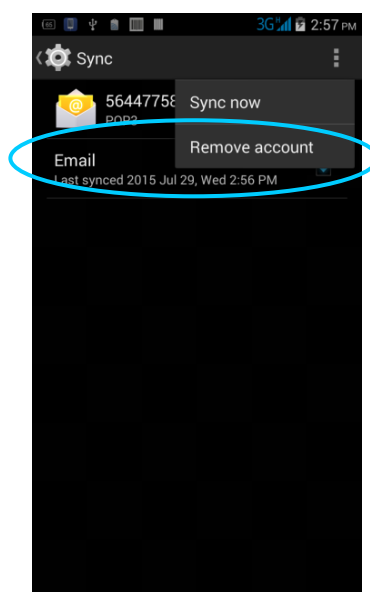 3G H 2:57 PM
Sync
56447758
POP3
Sync now
Remove account
Email
Last synced 2015 Jul 29, Wed 2:56 PM